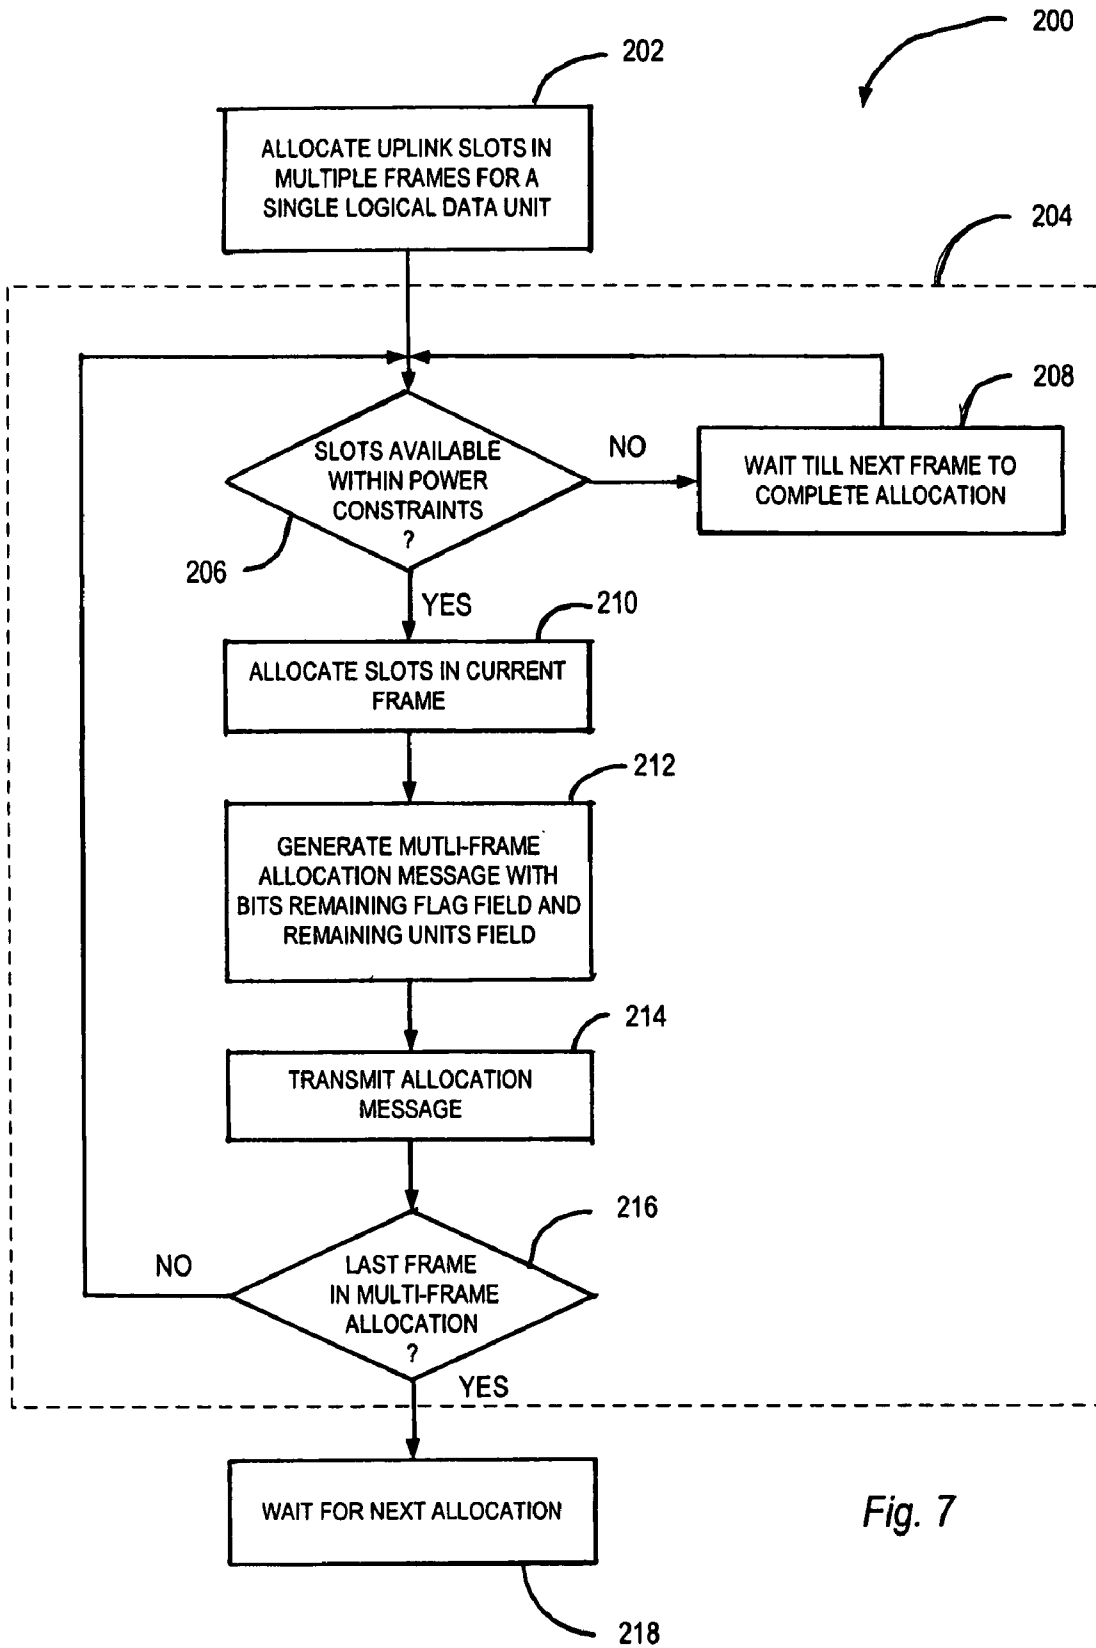 200
202
ALLOCATE UPLINK SLOTS IN
MULTIPLE FRAMES FOR A
SINGLE LOGICAL DATA UNIT
204
208
SLOTS AVAILABLE
WITHIN POWER
CONSTRAINTS
?
NO
WAIT TILL NEXT FRAME TO
COMPLETE ALLOCATION
206
YES
210
ALLOCATE SLOTS IN CURRENT
FRAME
212
GENERATE MUTLI-FRAME
ALLOCATION MESSAGE WITH
BITS REMAINING FLAG FIELD AND
REMAINING UNITS FIELD
214
TRANSMIT ALLOCATION
MESSAGE
216
NO
LAST FRAME
IN MULTI-FRAME
ALLOCATION
?
YES
WAIT FOR NEXT ALLOCATION
Fig. 7
218